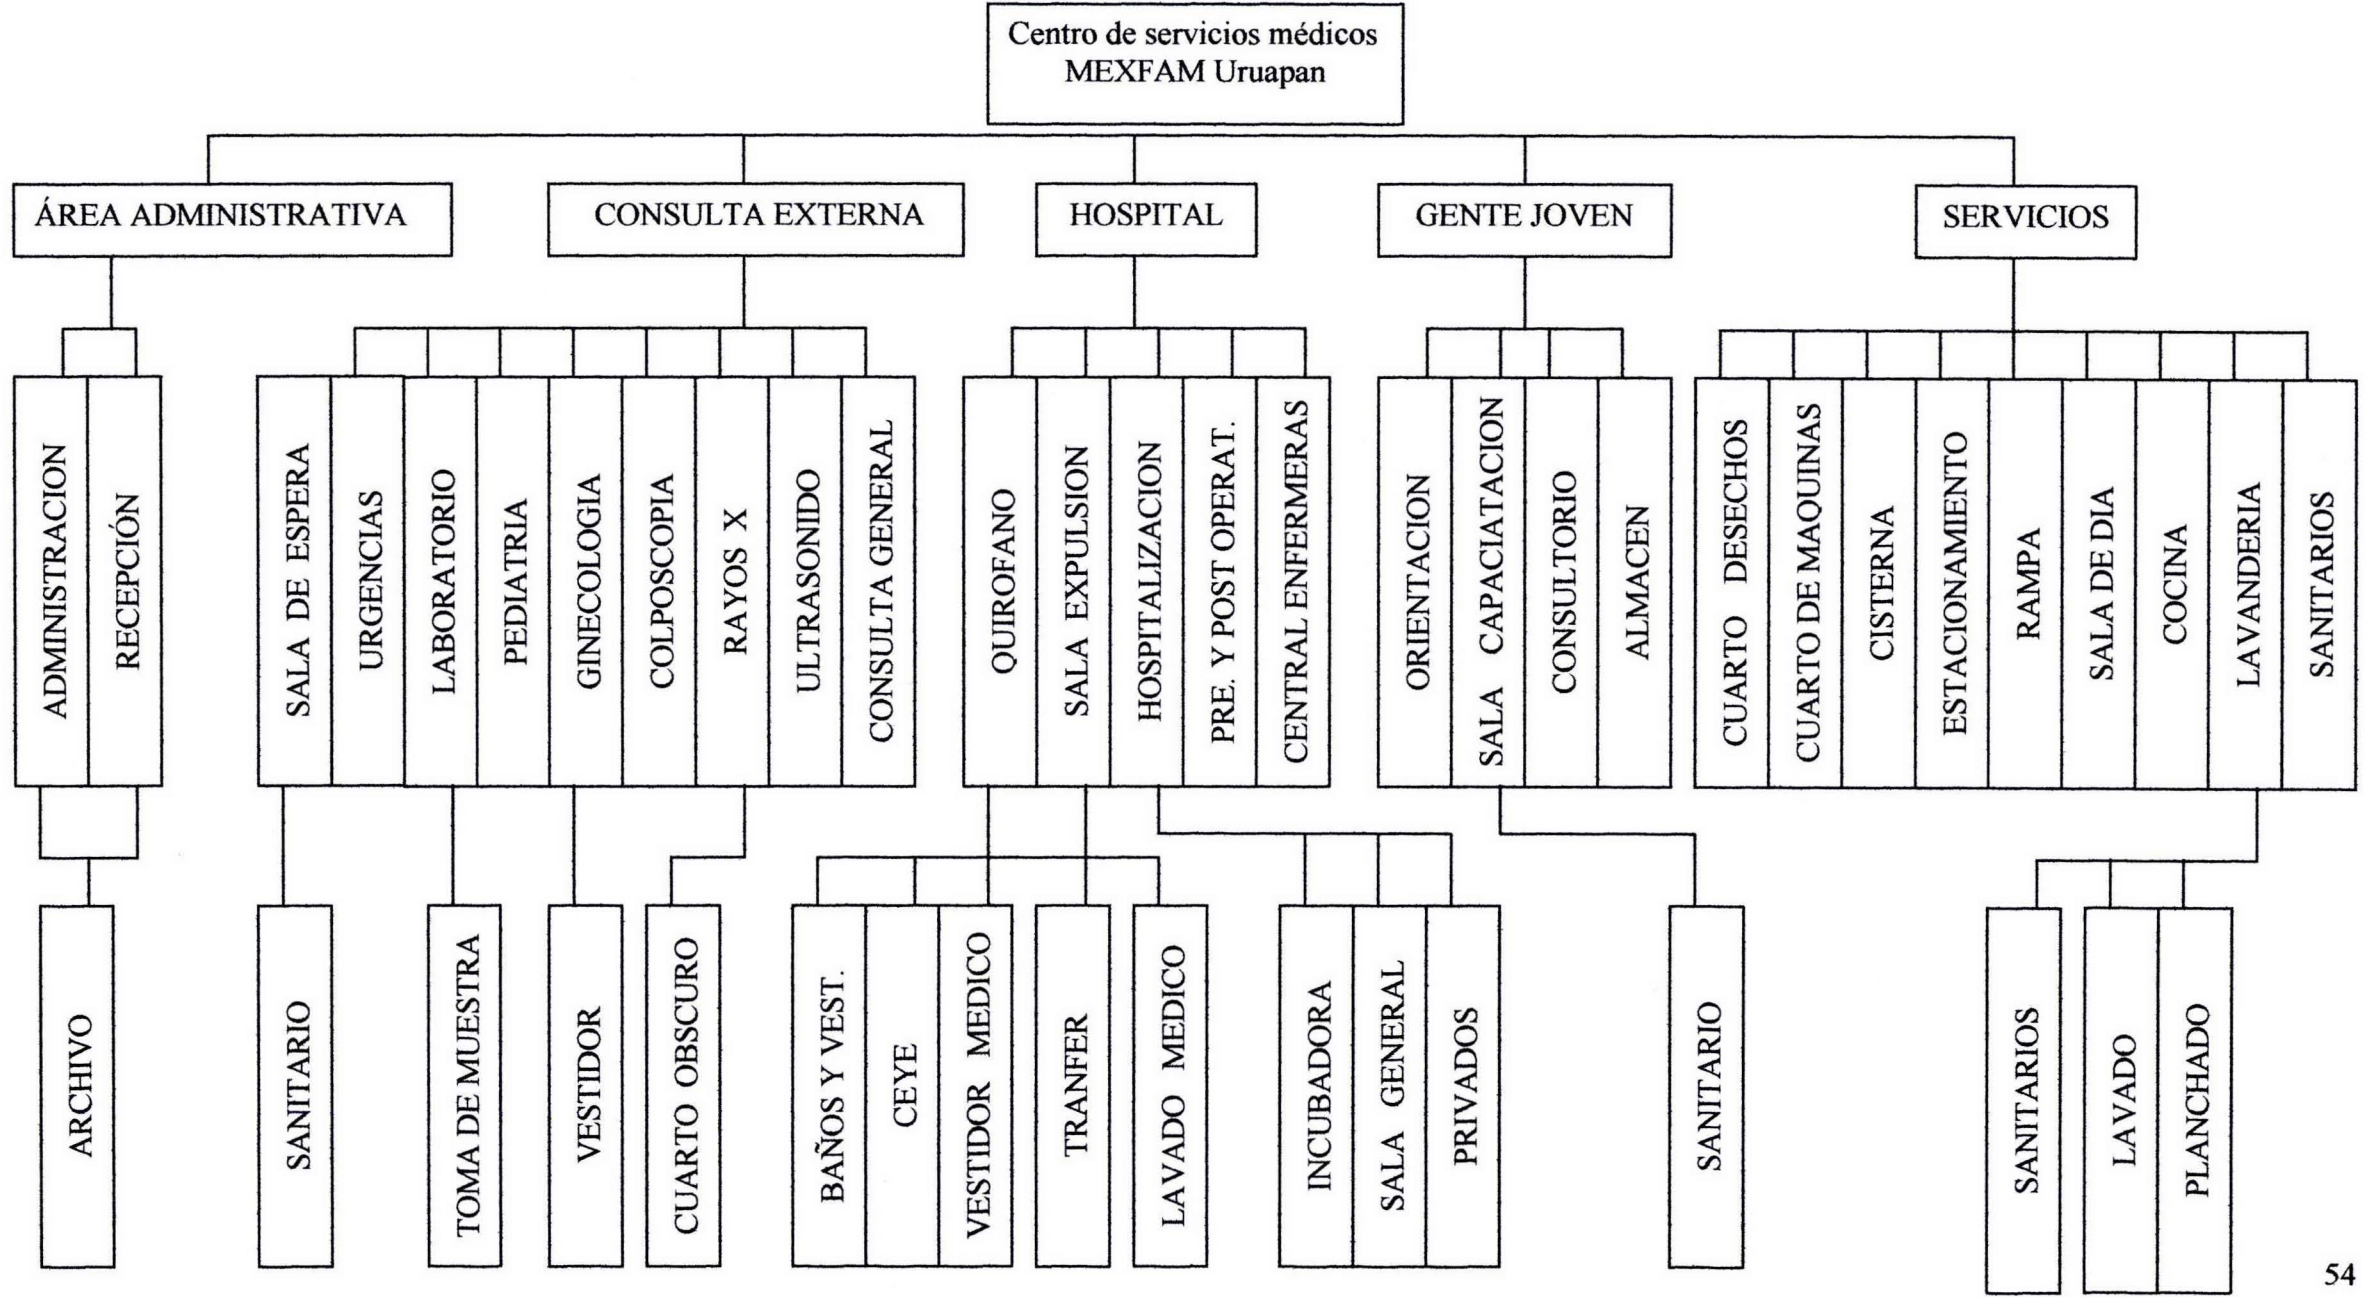 Centro de servicios médicos
MEXFAM Uruapan
ÁREA ADMINISTRATIVA
CONSULTA EXTERNA
HOSPITAL
GENTE JOVEN
SERVICIOS
ADMINISTRACION
RECEPCIÓN
SALA DE ESPERA
URGENCIAS
LABORATORIO
PEDIATRIA
GINECOLOGIA
COLPOSCOPIA
RAYOS X
ULTRASONIDO
CONSULTA GENERAL
QUIROFANO
SALA EXPULSION
HOSPITALIZACION
PRE. Y POST OPERAT.
CENTRAL ENFERMERAS
ORIENTACION
SALA CAPACIATACION
CONSULTORIO
ALMACEN
CUARTO DESECHOS
CUARTO DE MAQUINAS
CISTERNA
ESTACIONAMIENTO
RAMPA
SALA DE DIA
COCINA
LAVANDERIA
SANITARIOS
ARCHIVO
SANITARIO
TOMA DE MUESTRA
VESTIDOR
CUARTO OBSCURO
BAÑOS Y VEST.
CEYE
VESTIDOR MEDICO
TRANFER
LAVADO MEDICO
INCUBADORA
SALA GENERAL
PRIVADOS
SANITARIO
SANITARIOS
LAVADO
PLANCHADO
54